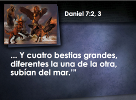 Daniel 7:2, 3
... Y cuatro bestias grandes,
diferentes la una de la otra,
subían del mar.’”